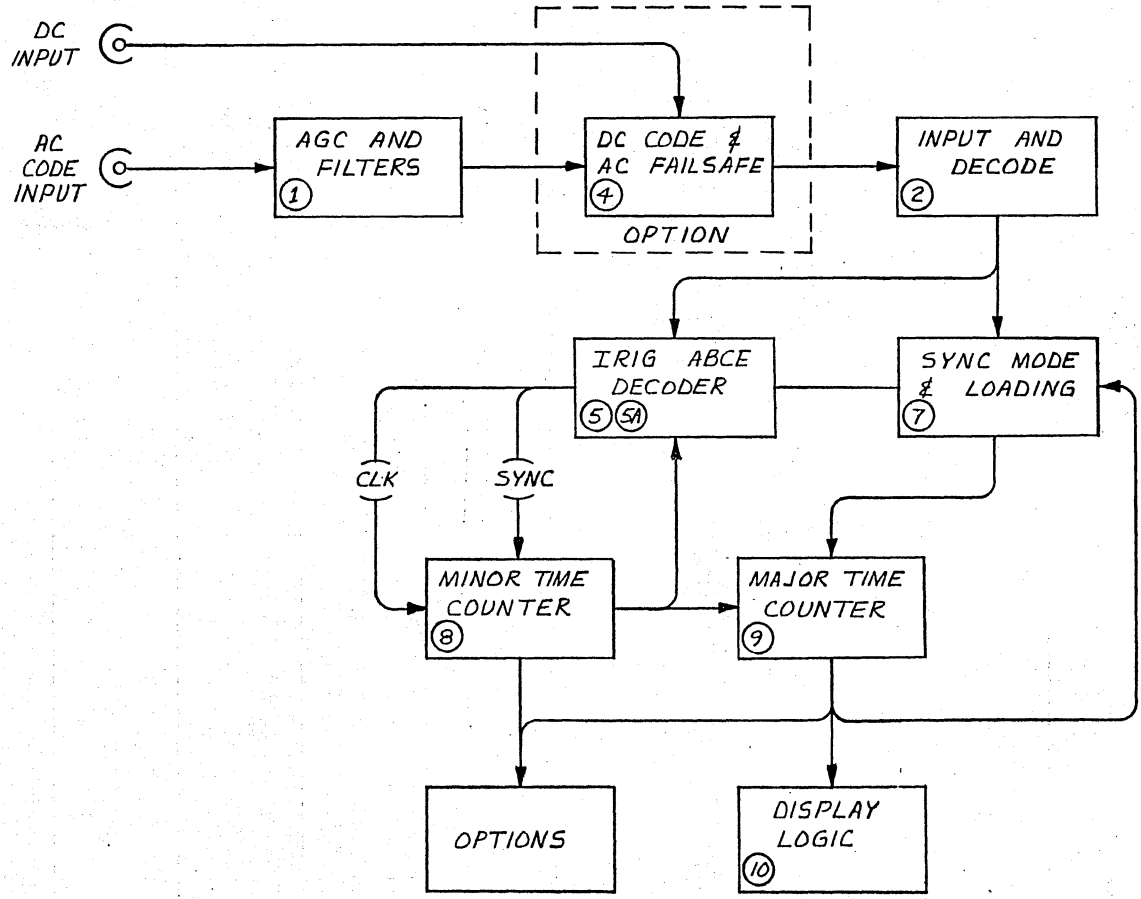 DC
INPUT
AC
CODE
INPUT
AGC AND
FILTERS
1
DC CODE &
AC FAILSAFE
4
OPTION
INPUT AND
DECODE
2
IRIG ABCE
DECODER
5 5A
SYNC MODE
& LOADING
7
CLK
SYNC
MINOR TIME
COUNTER
8
MAJOR TIME
COUNTER
9
OPTIONS
DISPLAY
LOGIC
10